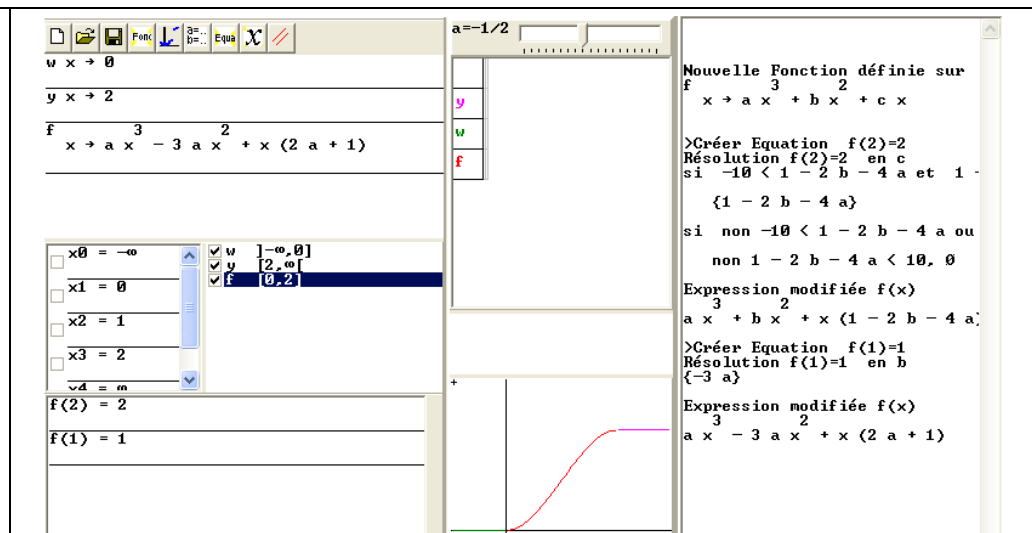 Fonc a=.. b=.. Equa X
w x → 0
y x → 2
f
x → a x³ − 3 a x² + x (2 a + 1)
x0 = −∞
x1 = 0
x2 = 1
x3 = 2
x4 = ∞
w ]−∞,0]
y [2,∞[
f [0,2]
f(2) = 2
f(1) = 1
a=−1/2
y
w
f
+
Nouvelle Fonction définie sur
f
x → a x³ + b x² + c x
>Créer Equation f(2)=2
Résolution f(2)=2 en c
si −10 < 1 − 2 b − 4 a et 1 −
{1 − 2 b − 4 a}
si non −10 < 1 − 2 b − 4 a ou
non 1 − 2 b − 4 a < 10, Ø
Expression modifiée f(x)
a x³ + b x² + x (1 − 2 b − 4 a)
>Créer Equation f(1)=1
Résolution f(1)=1 en b
{−3 a}
Expression modifiée f(x)
a x³ − 3 a x² + x (2 a + 1)